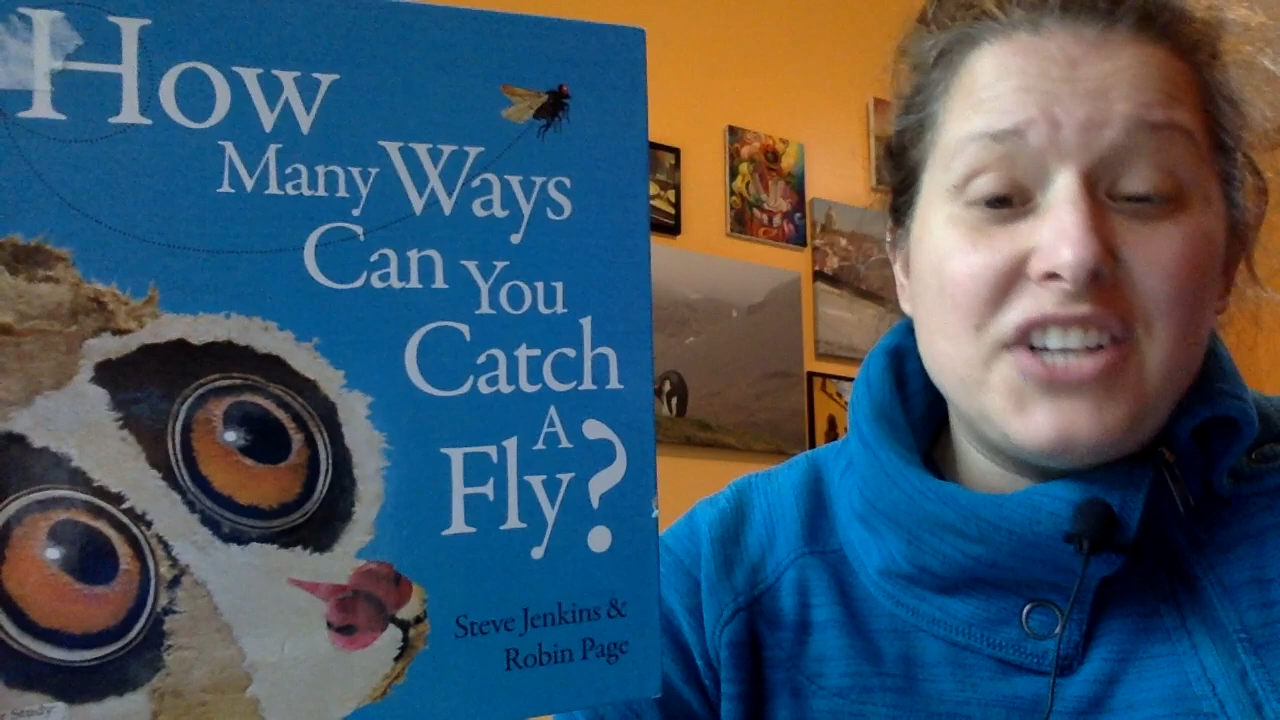 How
Many Ways
Can You
Catch
A
Fly?
Steve Jenkins &
Robin Page